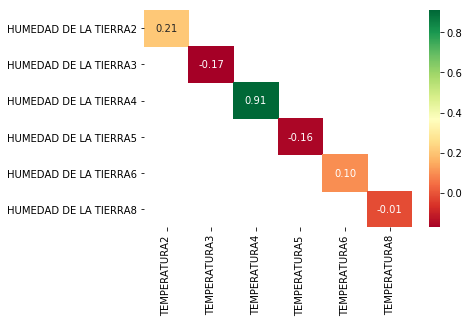 HUMEDAD DE LA TIERRA2
HUMEDAD DE LA TIERRA3
HUMEDAD DE LA TIERRA4
HUMEDAD DE LA TIERRA5
HUMEDAD DE LA TIERRA6
HUMEDAD DE LA TIERRA8
0.21
-0.17
0.91
-0.16
0.10
-0.01
TEMPERATURA2
TEMPERATURA3
TEMPERATURA4
TEMPERATURA5
TEMPERATURA6
TEMPERATURA8
0.8
0.6
0.4
0.2
0.0